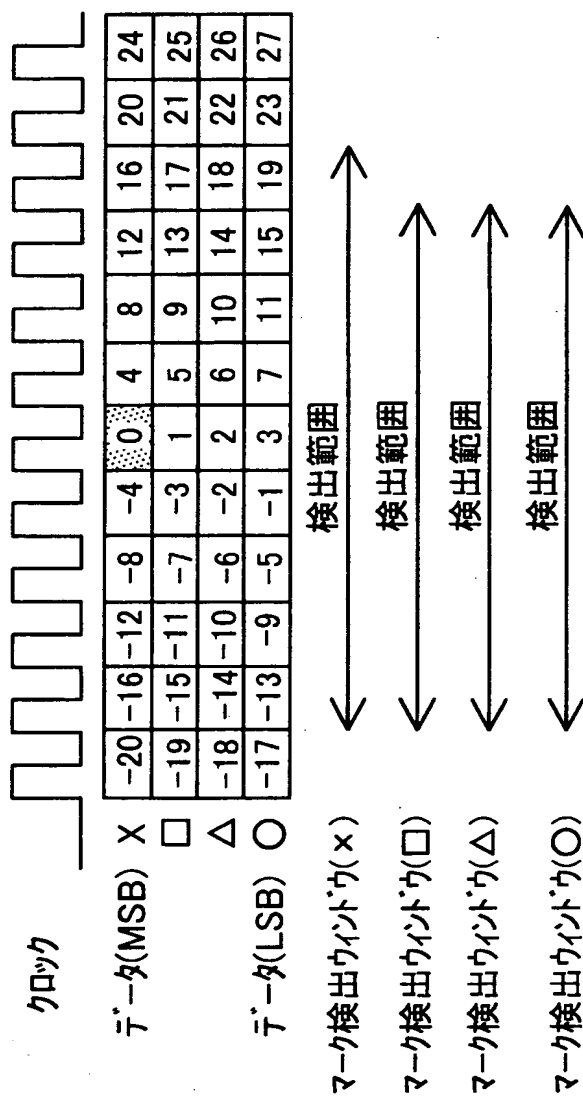 クロック
データ(MSB) × -20 -16 -12 -8 -4 0 4 8 12 16 20 24
□ -19 -15 -11 -7 -3 1 5 9 13 17 21 25
△ -18 -14 -10 -6 -2 2 6 10 14 18 22 26
データ(LSB) ○ -17 -13 -9 -5 -1 3 7 11 15 19 23 27
マーク検出ウィンドウ(×) 検出範囲
マーク検出ウィンドウ(□) 検出範囲
マーク検出ウィンドウ(△) 検出範囲
マーク検出ウィンドウ(○) 検出範囲